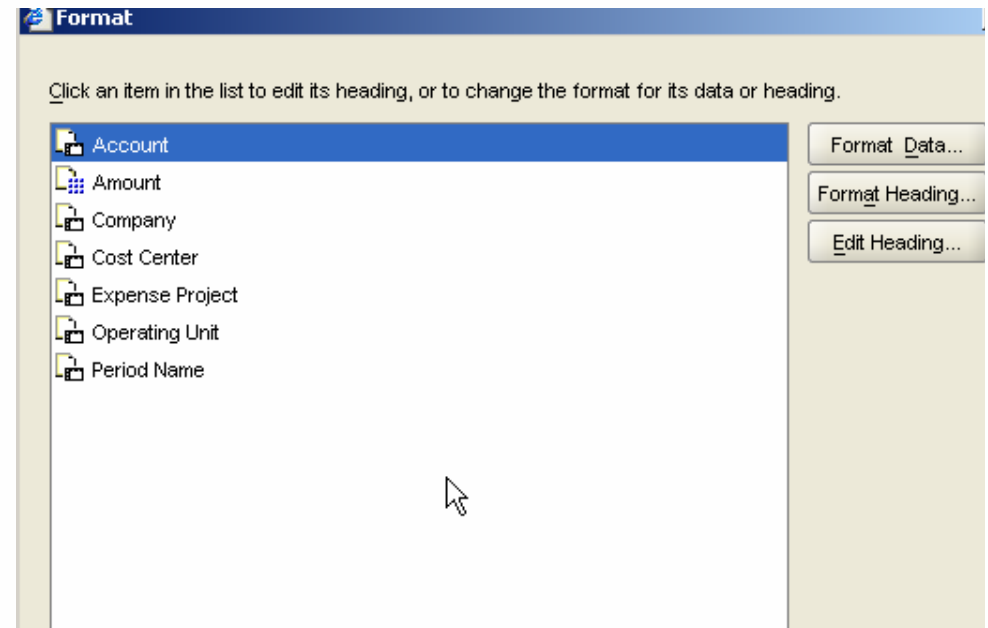 Format
Click an item in the list to edit its heading, or to change the format for its data or heading.
Account
Amount
Company
Cost Center
Expense Project
Operating Unit
Period Name
Format Data...
Format Heading...
Edit Heading...